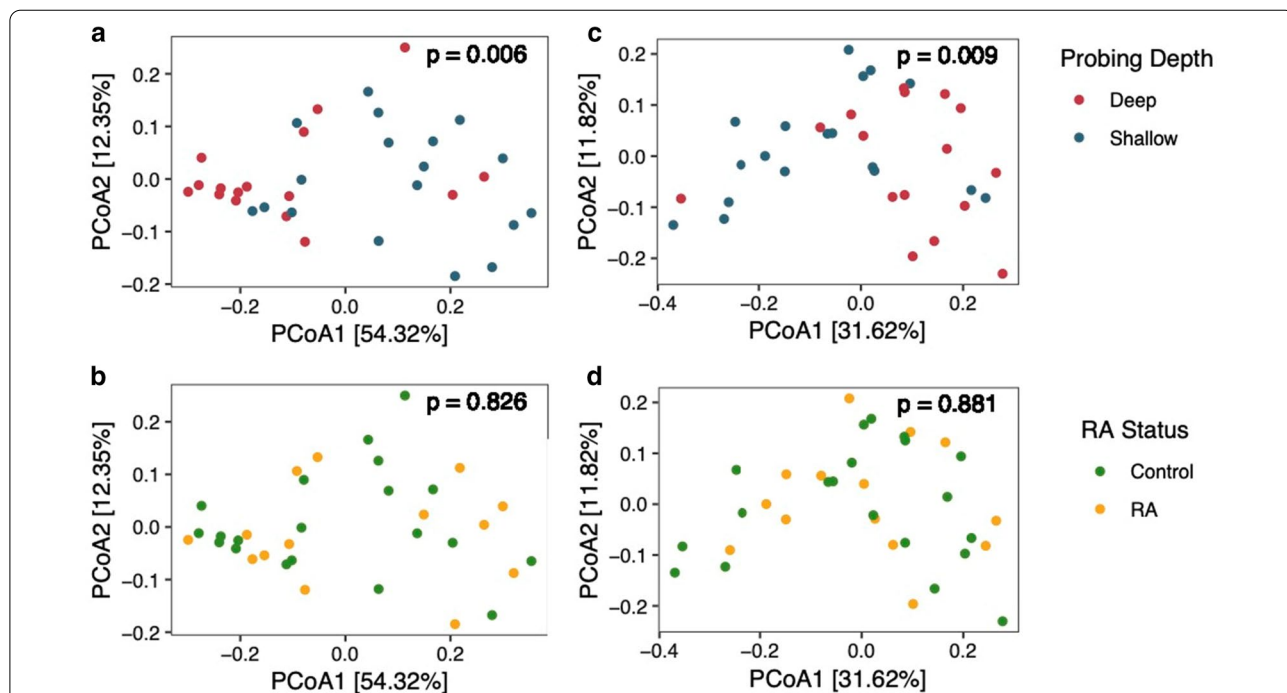 a
p = 0.006
PCoA2 [12.35%]
0.2
0.1
0.0
−0.1
−0.2
−0.2
0.0
0.2
PCoA1 [54.32%]
c
p = 0.009
PCoA2 [11.82%]
0.2
0.1
0.0
−0.1
−0.2
−0.4
−0.2
0.0
0.2
PCoA1 [31.62%]
Probing Depth
Deep
Shallow
b
p = 0.826
PCoA2 [12.35%]
0.2
0.1
0.0
−0.1
−0.2
−0.2
0.0
0.2
PCoA1 [54.32%]
d
p = 0.881
PCoA2 [11.82%]
0.2
0.1
0.0
−0.1
−0.2
−0.4
−0.2
0.0
0.2
PCoA1 [31.62%]
RA Status
Control
RA